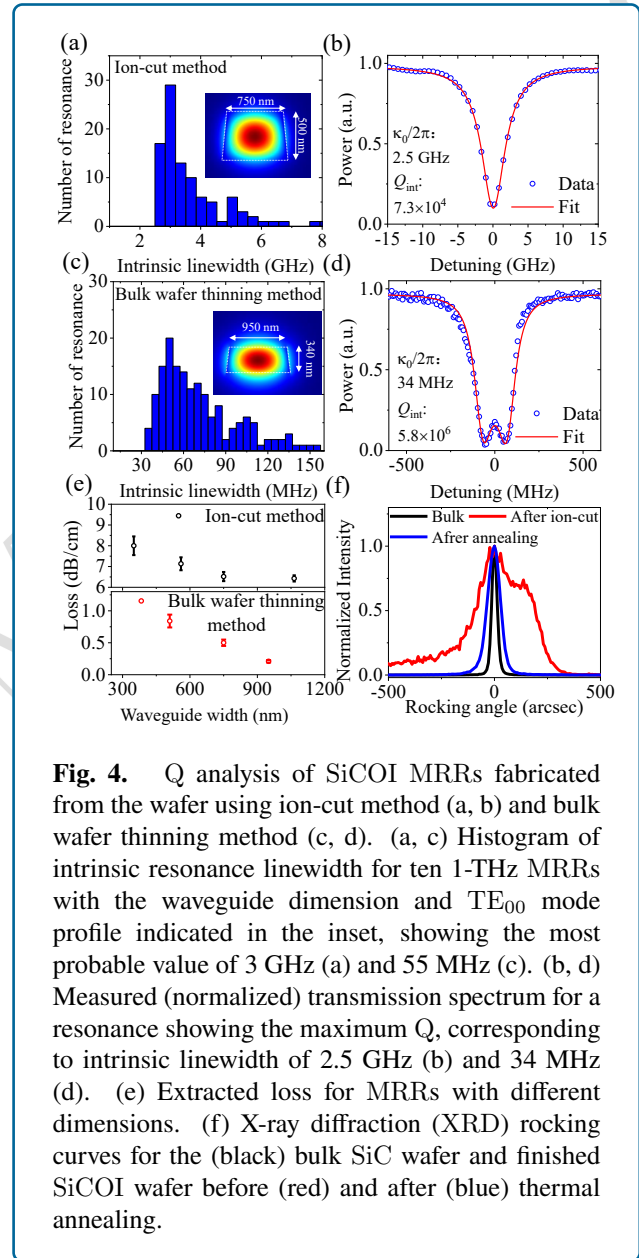 (a)
(b)
Ion-cut method
750 nm
500 nm
Number of resonance
30
20
10
0
2
4
6
8
Intrinsic linewidth (GHz)
Power (a.u.)
1.0
0.5
0.0
κ₀/2π:
2.5 GHz
Q_int:
7.3×10⁴
Data
Fit
-15
-10
-5
0
5
10
15
Detuning (GHz)
(c)
(d)
Bulk wafer thinning method
950 nm
340 nm
Number of resonance
30
20
10
0
30
60
90
120
150
Intrinsic linewidth (MHz)
Power (a.u.)
1.0
0.5
0.0
κ₀/2π:
34 MHz
Q_int:
5.8×10⁶
Data
Fit
-500
0
500
Detuning (MHz)
(e)
(f)
Ion-cut method
Bulk wafer thinning
method
Loss (dB/cm)
10
9
8
7
6
1.0
0.5
0.0
300
600
900
1200
Waveguide width (nm)
Bulk
After ion-cut
Afrer annealing
Normalized Intensity
1.0
0.5
0.0
-500
0
500
Rocking angle (arcsec)
Fig. 4. Q analysis of SiCOI MRRs fabricated
from the wafer using ion-cut method (a, b) and bulk
wafer thinning method (c, d). (a, c) Histogram of
intrinsic resonance linewidth for ten 1-THz MRRs
with the waveguide dimension and TE₀₀ mode
profile indicated in the inset, showing the most
probable value of 3 GHz (a) and 55 MHz (c). (b, d)
Measured (normalized) transmission spectrum for a
resonance showing the maximum Q, corresponding
to intrinsic linewidth of 2.5 GHz (b) and 34 MHz
(d). (e) Extracted loss for MRRs with different
dimensions. (f) X-ray diffraction (XRD) rocking
curves for the (black) bulk SiC wafer and finished
SiCOI wafer before (red) and after (blue) thermal
annealing.